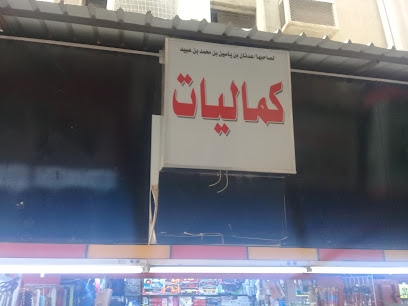 لصاحبها عدنان بن ياسين بن محمد بن عبيد
كماليات